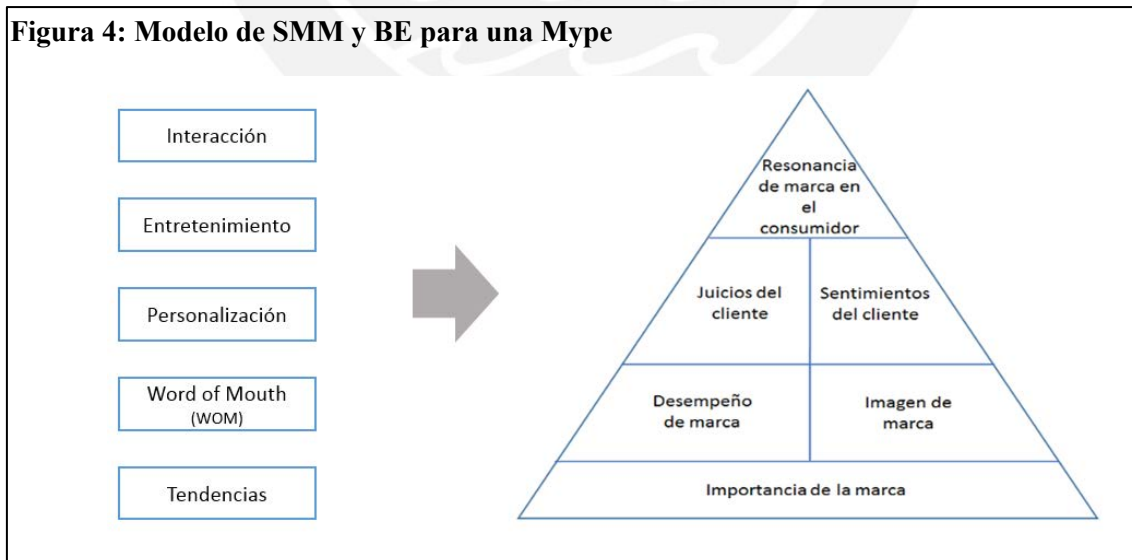 Figura 4: Modelo de SMM y BE para una Mype
Interacción
Entretenimiento
Personalización
Word of Mouth
(WOM)
Tendencias
Resonancia
de marca en
el
consumidor
Juicios del
cliente
Sentimientos
del cliente
Desempeño
de marca
Imagen de
marca
Importancia de la marca